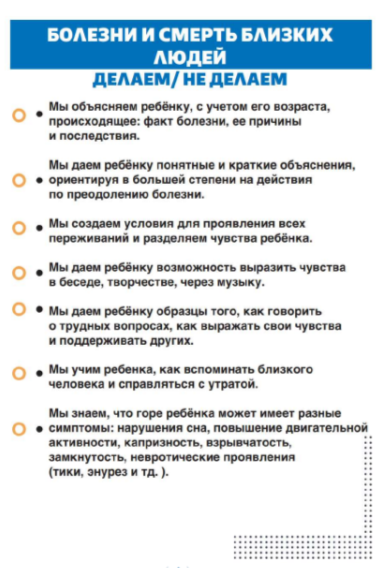 БОЛЕЗНИ И СМЕРТЬ БЛИЗКИХ
ЛЮДЕЙ
ДЕЛАЕМ/ НЕ ДЕЛАЕМ
• Мы объясняем ребёнку, с учетом его возраста,
происходящее: факт болезни, ее причины
и последствия.
Мы даем ребёнку понятные и краткие объяснения,
• ориентируя в большей степени на действия
по преодолению болезни.
• Мы создаем условия для проявления всех
переживаний и разделяем чувства ребёнка.
• Мы даем ребёнку возможность выразить чувства
в беседе, творчестве, через музыку.
• Мы даем ребёнку образцы того, как говорить
о трудных вопросах, как выражать свои чувства
и поддерживать других.
• Мы учим ребенка, как вспоминать близкого
человека и справляться с утратой.
Мы знаем, что горе ребёнка может имеет разные
• симптомы: нарушения сна, повышение двигательной
активности, капризность, взрывчатость,
замкнутость, невротические проявления
(тики, энурез и тд. ).